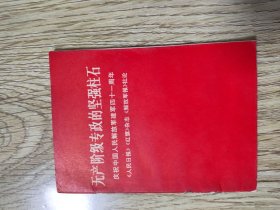 无产阶级专政的坚强柱石
庆祝中国人民解放军建军四十一周年
《人民日报》《红旗》杂志《解放军报》社论